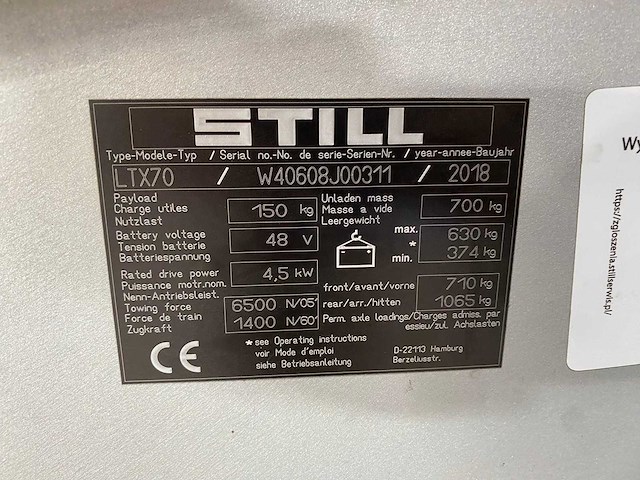 STILL
Type-Modele-Typ / Serial no.-No. de serie-Serien-Nr. / year-annee-Baujahr
LTX70 / W40608J00311 / 2018
Payload
Charge utiles
Nutzlast
150 kg
Unladen mass
Masse a vide
Leergewicht
700 kg
Battery voltage
Tension batterie
Batteriespannung
48 V
max. 630 kg
*
min. 374 kg
Rated drive power
Puissance motr.nom.
Nenn-Antriebsleist.
4,5 kW
front/avant/vorne 710 kg
rear/arr./hitten 1065 kg
Towing force
Force de train
Zugkraft
6500 N/05'
1400 N/60'
Perm. axle loadings/Charges admiss. par
essieu/zul. Achslasten
CE
* see Operating instructions
voir Mode d'emploi
siehe Betriebsanleitung
D-22113 Hamburg
Berzeliusstr.
Wy
https://zgloszenia.stillserwis.pl/